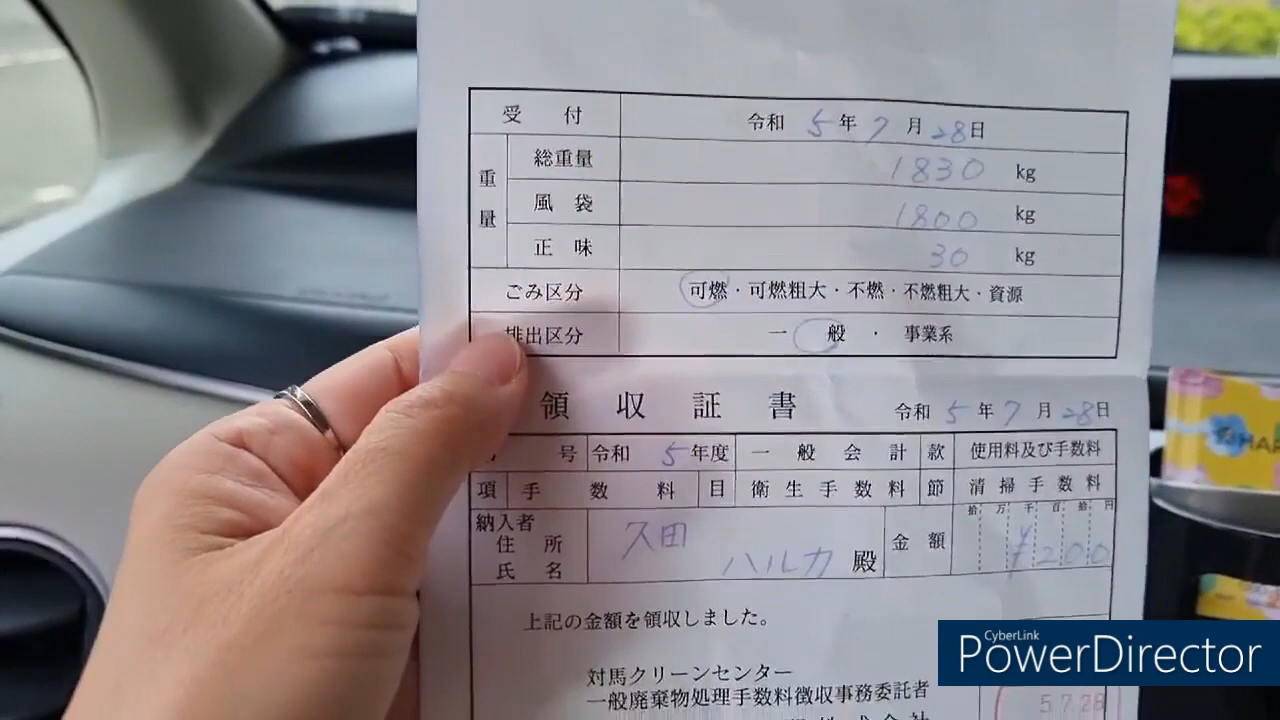 受付 令和 5年 7月 28日
重量
総重量 1830 kg
風袋 1800 kg
正味 30 kg
ごみ区分 可燃・可燃粗大・不燃・不燃粗大・資源
排出区分 一般・事業系
領収証書 令和 5年 7月 28日
号 令和 5年度 一般会計 款 使用料及び手数料
項 手数料 目 衛生手数料 節 清掃手数料
納入者 住所 氏名 久田 ハルカ 殿 金額 拾万千百拾円 ¥200
上記の金額を領収しました。
対馬クリーンセンター
一般廃棄物処理手数料徴収事務委託者
株式会社
5.7.28
CyberLink
PowerDirector